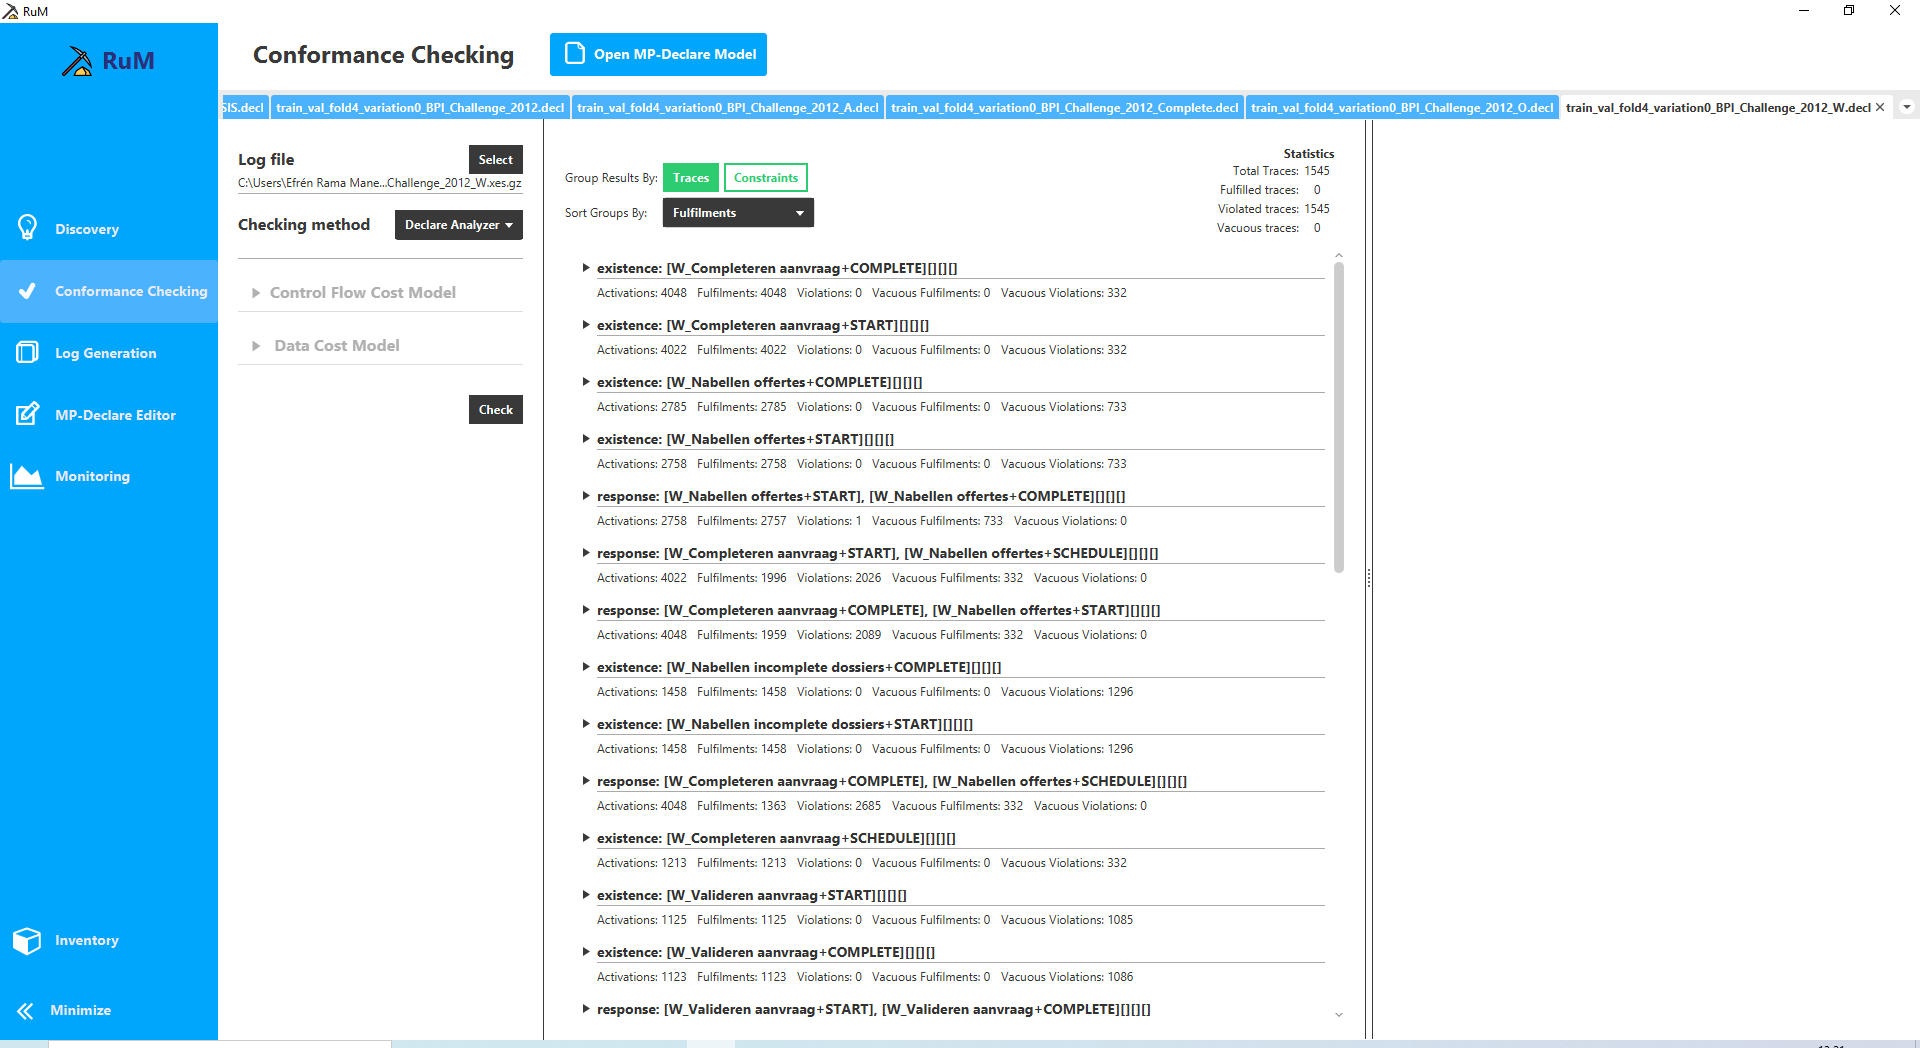 RuM
RuM
Conformance Checking
Open MP-Declare Model
SIS.decl
train_val_fold4_variation0_BPI_Challenge_2012.decl
train_val_fold4_variation0_BPI_Challenge_2012_A.decl
train_val_fold4_variation0_BPI_Challenge_2012_Complete.decl
train_val_fold4_variation0_BPI_Challenge_2012_O.decl
train_val_fold4_variation0_BPI_Challenge_2012_W.decl
Discovery
Conformance Checking
Log Generation
MP-Declare Editor
Monitoring
Inventory
Minimize
Log file
Select
C:\Users\Efrén Rama Mane...Challenge_2012_W.xes.gz
Checking method
Declare Analyzer
Control Flow Cost Model
Data Cost Model
Check
Group Results By: Traces Constraints
Sort Groups By: Fulfilments
Statistics
Total Traces: 1545
Fulfilled traces: 0
Violated traces: 1545
Vacuous traces: 0
existence: [W_Completeren aanvraag+COMPLETE][][][]
Activations: 4048 Fulfilments: 4048 Violations: 0 Vacuous Fulfilments: 0 Vacuous Violations: 332
existence: [W_Completeren aanvraag+START][][][]
Activations: 4022 Fulfilments: 4022 Violations: 0 Vacuous Fulfilments: 0 Vacuous Violations: 332
existence: [W_Nabellen offertes+COMPLETE][][][]
Activations: 2785 Fulfilments: 2785 Violations: 0 Vacuous Fulfilments: 0 Vacuous Violations: 733
existence: [W_Nabellen offertes+START][][][]
Activations: 2758 Fulfilments: 2758 Violations: 0 Vacuous Fulfilments: 0 Vacuous Violations: 733
response: [W_Nabellen offertes+START], [W_Nabellen offertes+COMPLETE][][][]
Activations: 2758 Fulfilments: 2757 Violations: 1 Vacuous Fulfilments: 733 Vacuous Violations: 0
response: [W_Completeren aanvraag+START], [W_Nabellen offertes+SCHEDULE][][][]
Activations: 4022 Fulfilments: 1996 Violations: 2026 Vacuous Fulfilments: 332 Vacuous Violations: 0
response: [W_Completeren aanvraag+COMPLETE], [W_Nabellen offertes+START][][][]
Activations: 4048 Fulfilments: 1959 Violations: 2089 Vacuous Fulfilments: 332 Vacuous Violations: 0
existence: [W_Nabellen incomplete dossiers+COMPLETE][][][]
Activations: 1458 Fulfilments: 1458 Violations: 0 Vacuous Fulfilments: 0 Vacuous Violations: 1296
existence: [W_Nabellen incomplete dossiers+START][][][]
Activations: 1458 Fulfilments: 1458 Violations: 0 Vacuous Fulfilments: 0 Vacuous Violations: 1296
response: [W_Completeren aanvraag+COMPLETE], [W_Nabellen offertes+SCHEDULE][][][]
Activations: 4048 Fulfilments: 1363 Violations: 2685 Vacuous Fulfilments: 332 Vacuous Violations: 0
existence: [W_Completeren aanvraag+SCHEDULE][][][]
Activations: 1213 Fulfilments: 1213 Violations: 0 Vacuous Fulfilments: 0 Vacuous Violations: 332
existence: [W_Valideren aanvraag+START][][][]
Activations: 1125 Fulfilments: 1125 Violations: 0 Vacuous Fulfilments: 0 Vacuous Violations: 1085
existence: [W_Valideren aanvraag+COMPLETE][][][]
Activations: 1123 Fulfilments: 1123 Violations: 0 Vacuous Fulfilments: 0 Vacuous Violations: 1086
response: [W_Valideren aanvraag+START], [W_Valideren aanvraag+COMPLETE][][][]